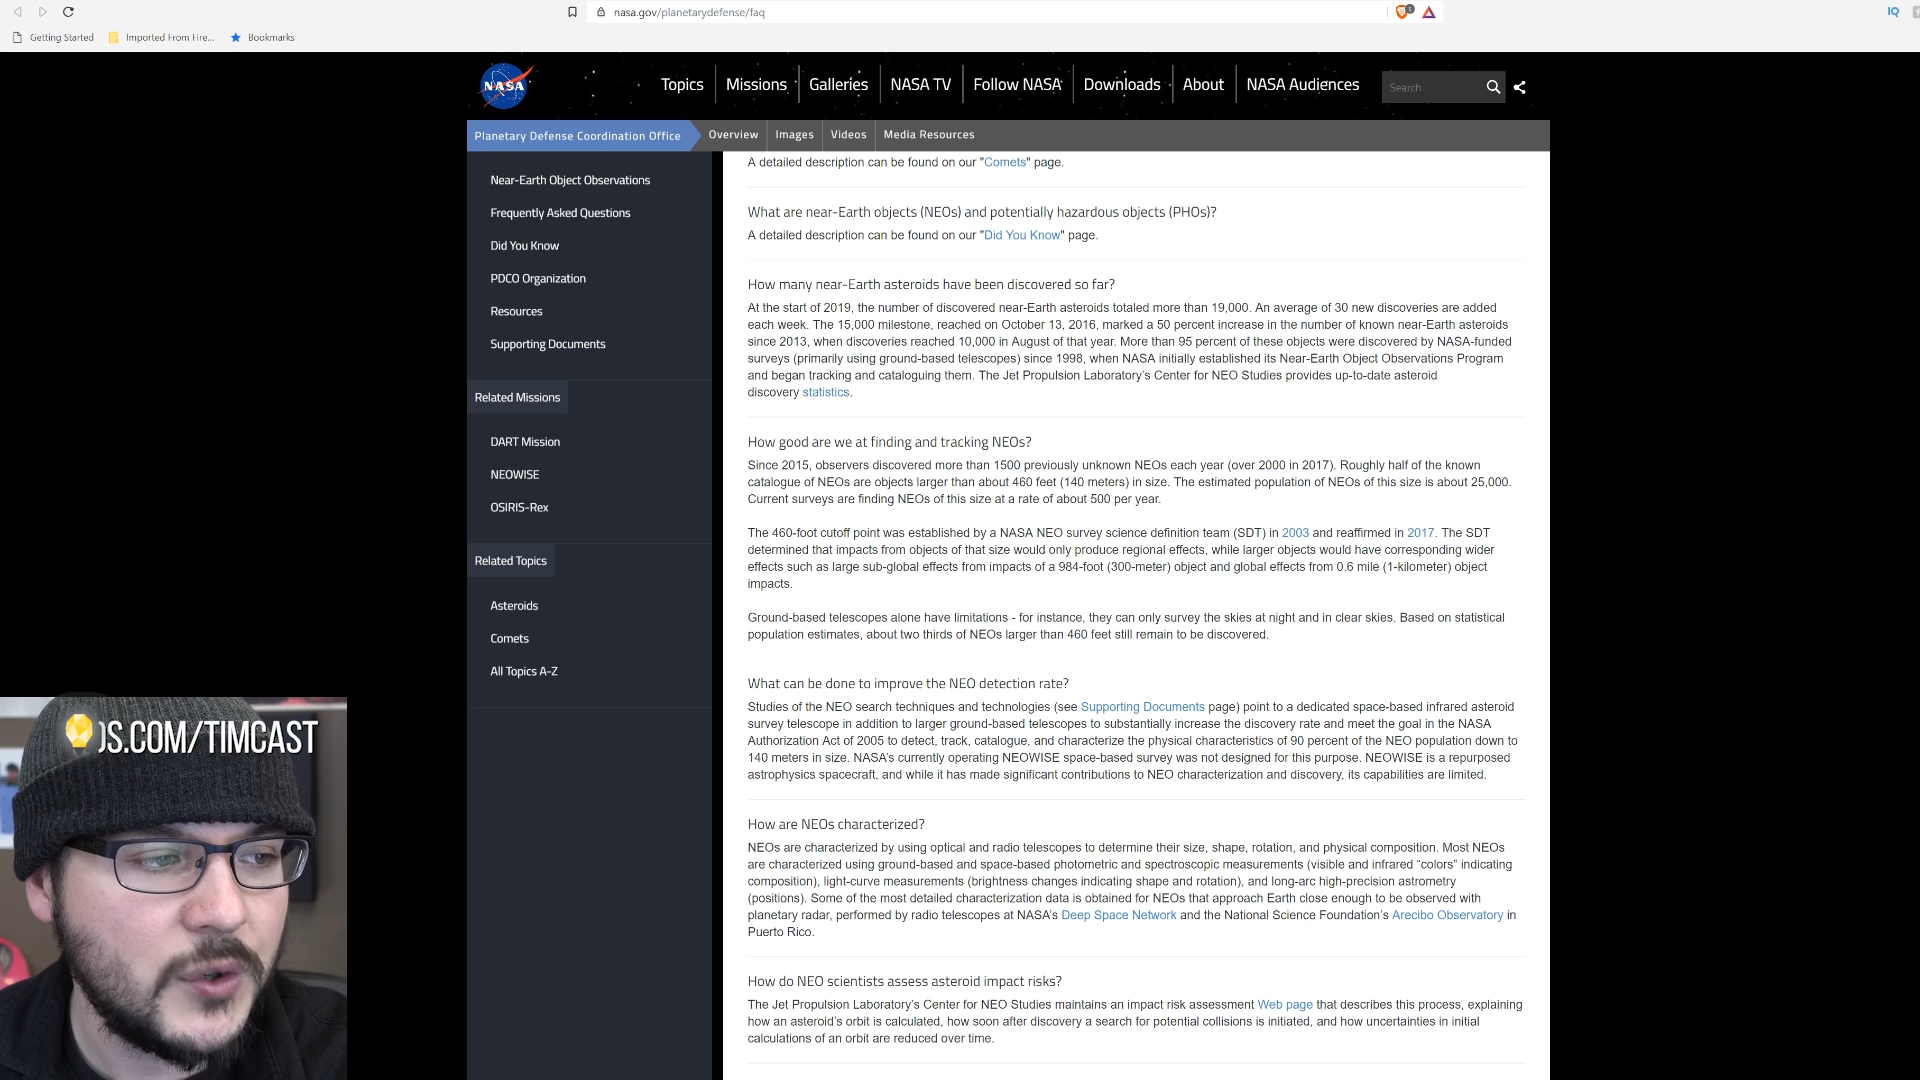 nasa.gov/planetarydefense/faq
5
IQ
Getting Started
Imported From Fire...
Bookmarks
NASA
Topics
Missions
Galleries
NASA TV
Follow NASA
Downloads
About
NASA Audiences
Search
Planetary Defense Coordination Office
Overview
Images
Videos
Media Resources
Near-Earth Object Observations
Frequently Asked Questions
Did You Know
PDCO Organization
Resources
Supporting Documents
Related Missions
DART Mission
NEOWISE
OSIRIS-Rex
Related Topics
Asteroids
Comets
All Topics A-Z
A detailed description can be found on our "Comets" page.
What are near-Earth objects (NEOs) and potentially hazardous objects (PHOs)?
A detailed description can be found on our "Did You Know" page.
How many near-Earth asteroids have been discovered so far?
At the start of 2019, the number of discovered near-Earth asteroids totaled more than 19,000. An average of 30 new discoveries are added
each week. The 15,000 milestone, reached on October 13, 2016, marked a 50 percent increase in the number of known near-Earth asteroids
since 2013, when discoveries reached 10,000 in August of that year. More than 95 percent of these objects were discovered by NASA-funded
surveys (primarily using ground-based telescopes) since 1998, when NASA initially established its Near-Earth Object Observations Program
and began tracking and cataloguing them. The Jet Propulsion Laboratory's Center for NEO Studies provides up-to-date asteroid
discovery statistics.
How good are we at finding and tracking NEOs?
Since 2015, observers discovered more than 1500 previously unknown NEOs each year (over 2000 in 2017). Roughly half of the known
catalogue of NEOs are objects larger than about 460 feet (140 meters) in size. The estimated population of NEOs of this size is about 25,000.
Current surveys are finding NEOs of this size at a rate of about 500 per year.
The 460-foot cutoff point was established by a NASA NEO survey science definition team (SDT) in 2003 and reaffirmed in 2017. The SDT
determined that impacts from objects of that size would only produce regional effects, while larger objects would have corresponding wider
effects such as large sub-global effects from impacts of a 984-foot (300-meter) object and global effects from 0.6 mile (1-kilometer) object
impacts.
Ground-based telescopes alone have limitations - for instance, they can only survey the skies at night and in clear skies. Based on statistical
population estimates, about two thirds of NEOs larger than 460 feet still remain to be discovered.
What can be done to improve the NEO detection rate?
Studies of the NEO search techniques and technologies (see Supporting Documents page) point to a dedicated space-based infrared asteroid
survey telescope in addition to larger ground-based telescopes to substantially increase the discovery rate and meet the goal in the NASA
Authorization Act of 2005 to detect, track, catalogue, and characterize the physical characteristics of 90 percent of the NEO population down to
140 meters in size. NASA's currently operating NEOWISE space-based survey was not designed for this purpose. NEOWISE is a repurposed
astrophysics spacecraft, and while it has made significant contributions to NEO characterization and discovery, its capabilities are limited.
How are NEOs characterized?
NEOs are characterized by using optical and radio telescopes to determine their size, shape, rotation, and physical composition. Most NEOs
are characterized using ground-based and space-based photometric and spectroscopic measurements (visible and infrared “colors” indicating
composition), light-curve measurements (brightness changes indicating shape and rotation), and long-arc high-precision astrometry
(positions). Some of the most detailed characterization data is obtained for NEOs that approach Earth close enough to be observed with
planetary radar, performed by radio telescopes at NASA's Deep Space Network and the National Science Foundation's Arecibo Observatory in
Puerto Rico.
How do NEO scientists assess asteroid impact risks?
The Jet Propulsion Laboratory's Center for NEO Studies maintains an impact risk assessment Web page that describes this process, explaining
how an asteroid's orbit is calculated, how soon after discovery a search for potential collisions is initiated, and how uncertainties in initial
calculations of an orbit are reduced over time.
DS.COM/TIMCAST